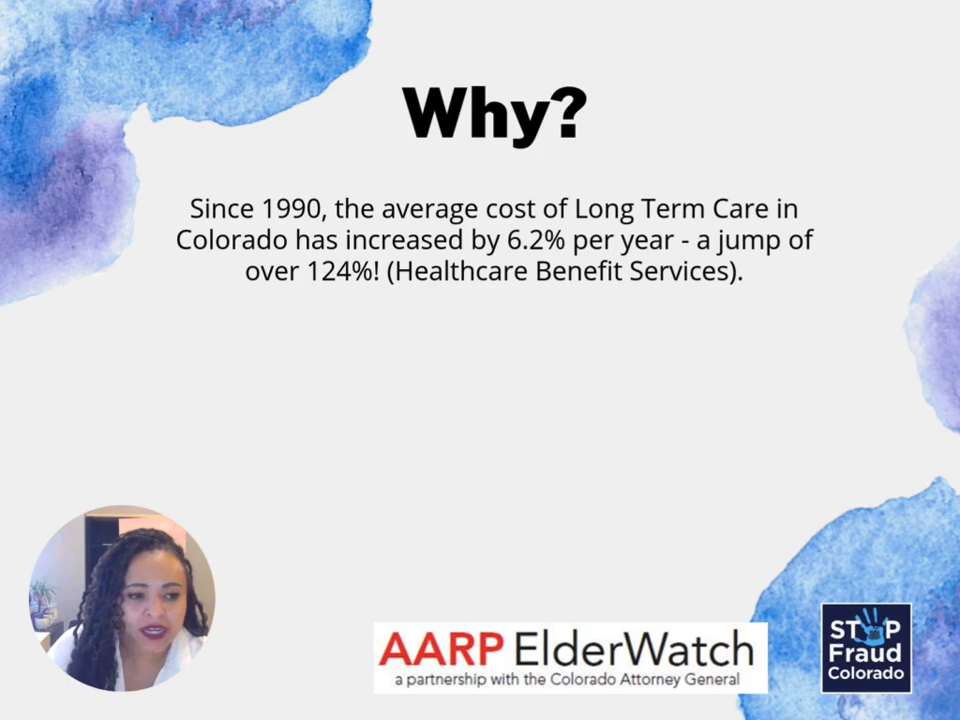 Why?
Since 1990, the average cost of Long Term Care in
Colorado has increased by 6.2% per year - a jump of
over 124%! (Healthcare Benefit Services).
AARP ElderWatch
a partnership with the Colorado Attorney General
STOP
Fraud
Colorado